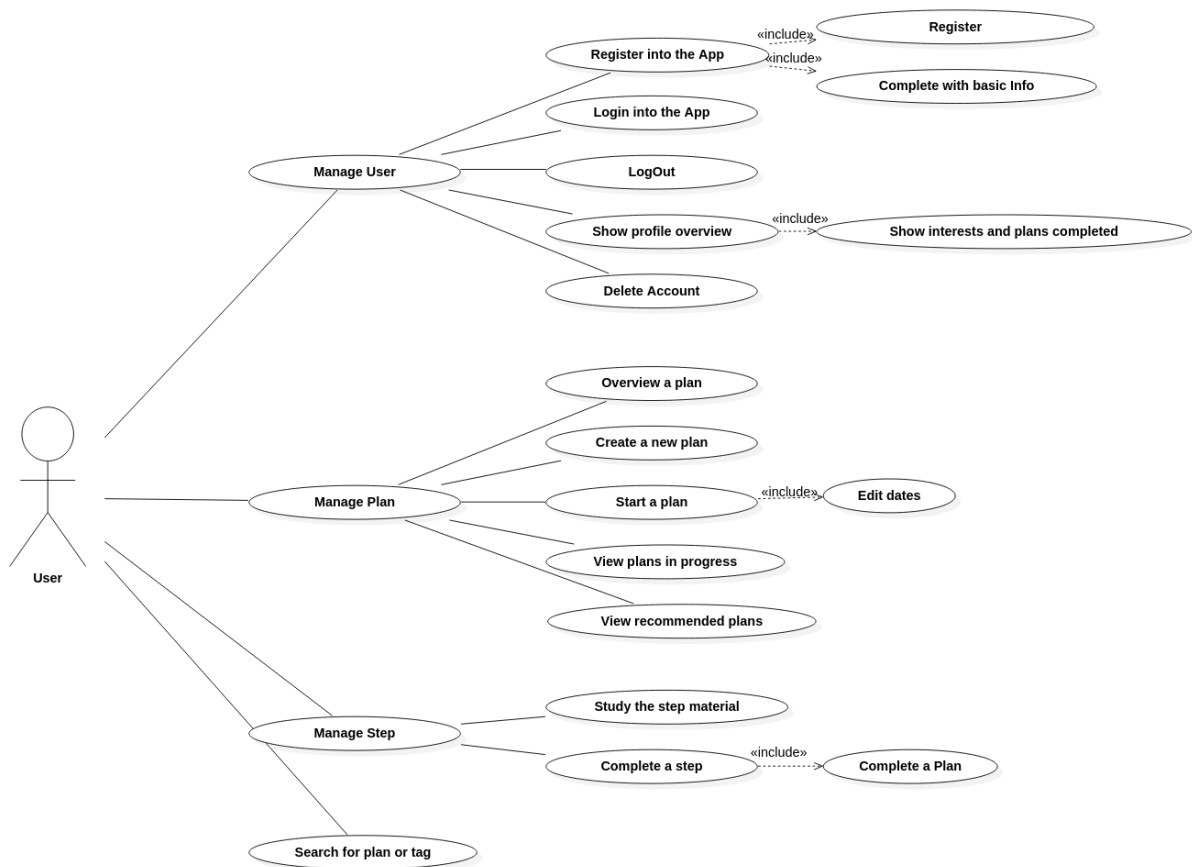 «include»
Register
Register into the App
«include»
Complete with basic Info
Login into the App
Manage User
LogOut
«include»
Show profile overview
Show interests and plans completed
Delete Account
Overview a plan
Create a new plan
Manage Plan
Start a plan
«include»
Edit dates
View plans in progress
User
View recommended plans
Study the step material
Manage Step
«include»
Complete a step
Complete a Plan
Search for plan or tag